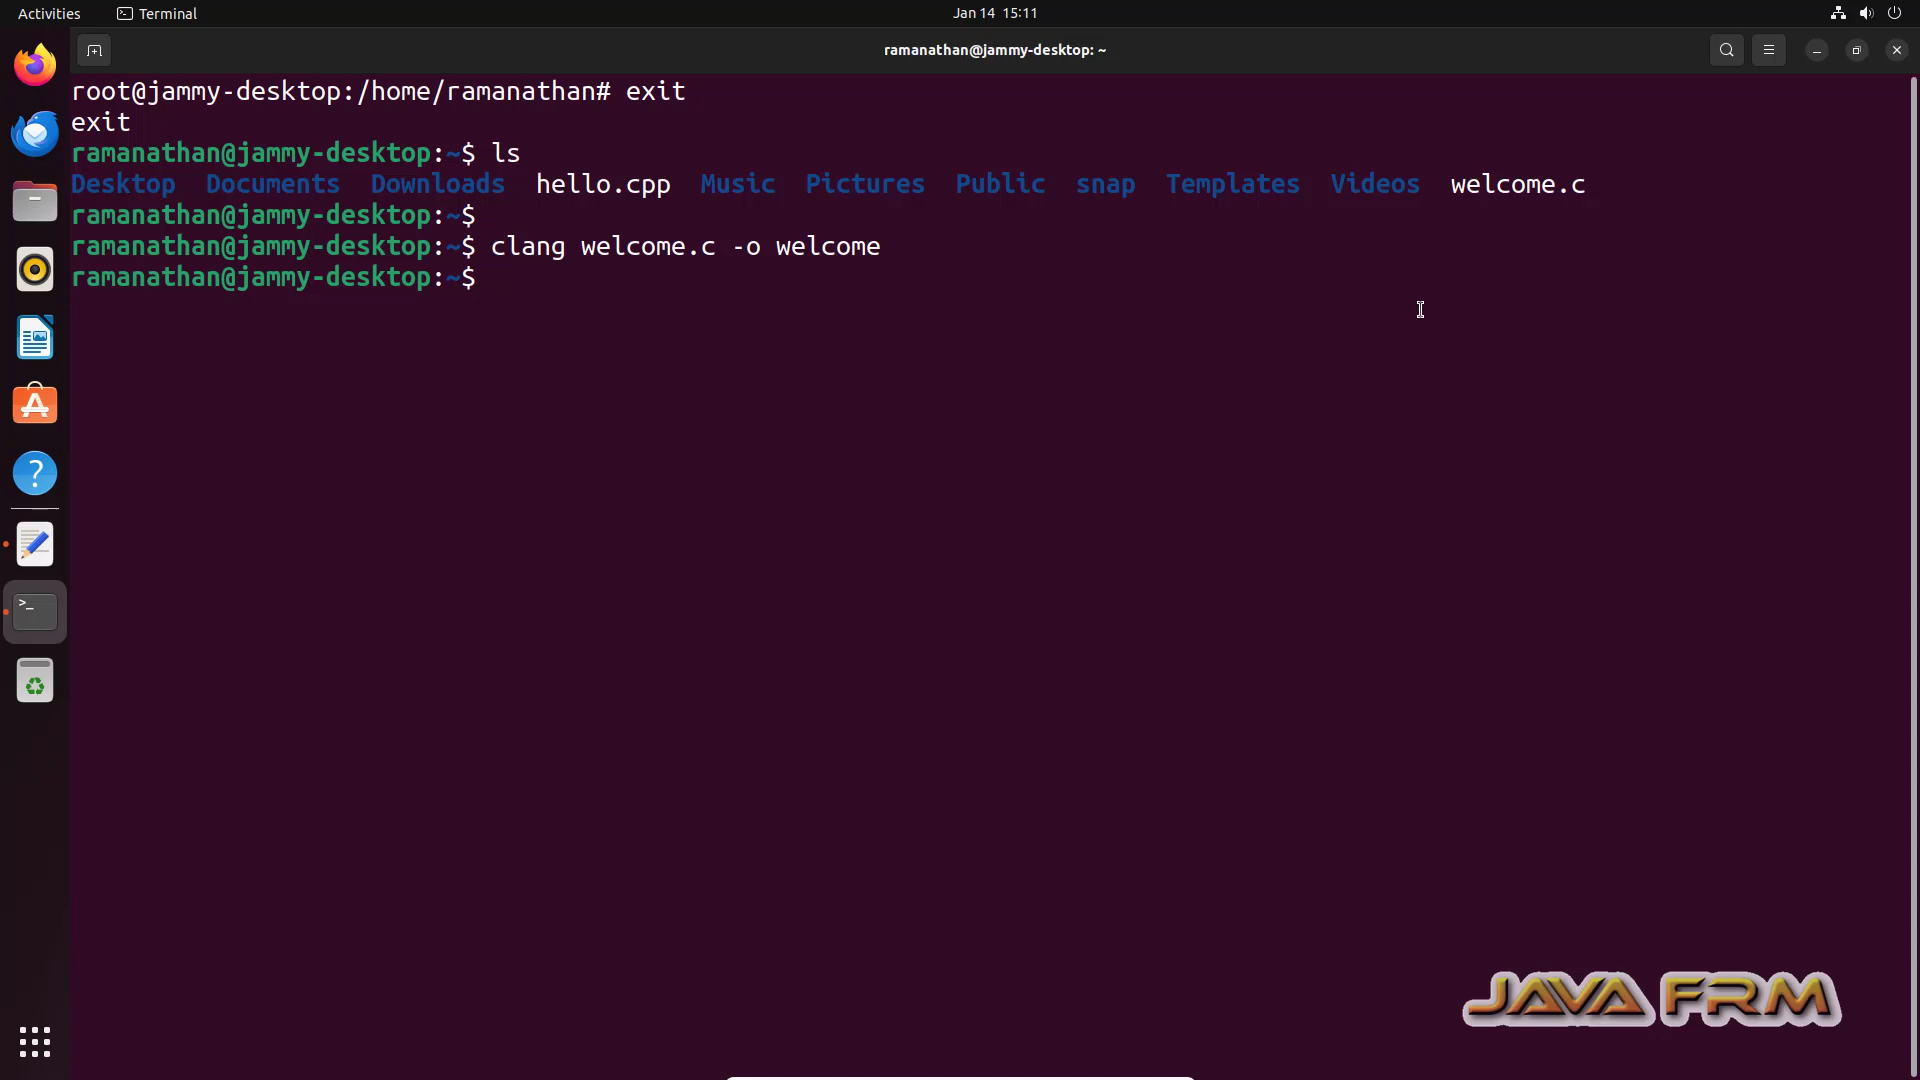 Activities Terminal Jan 14 15:11
ramanathan@jammy-desktop: ~
root@jammy-desktop:/home/ramanathan# exit
exit
ramanathan@jammy-desktop:~$ ls
Desktop Documents Downloads hello.cpp Music Pictures Public snap Templates Videos welcome.c
ramanathan@jammy-desktop:~$
ramanathan@jammy-desktop:~$ clang welcome.c -o welcome
ramanathan@jammy-desktop:~$
JAVA FRM